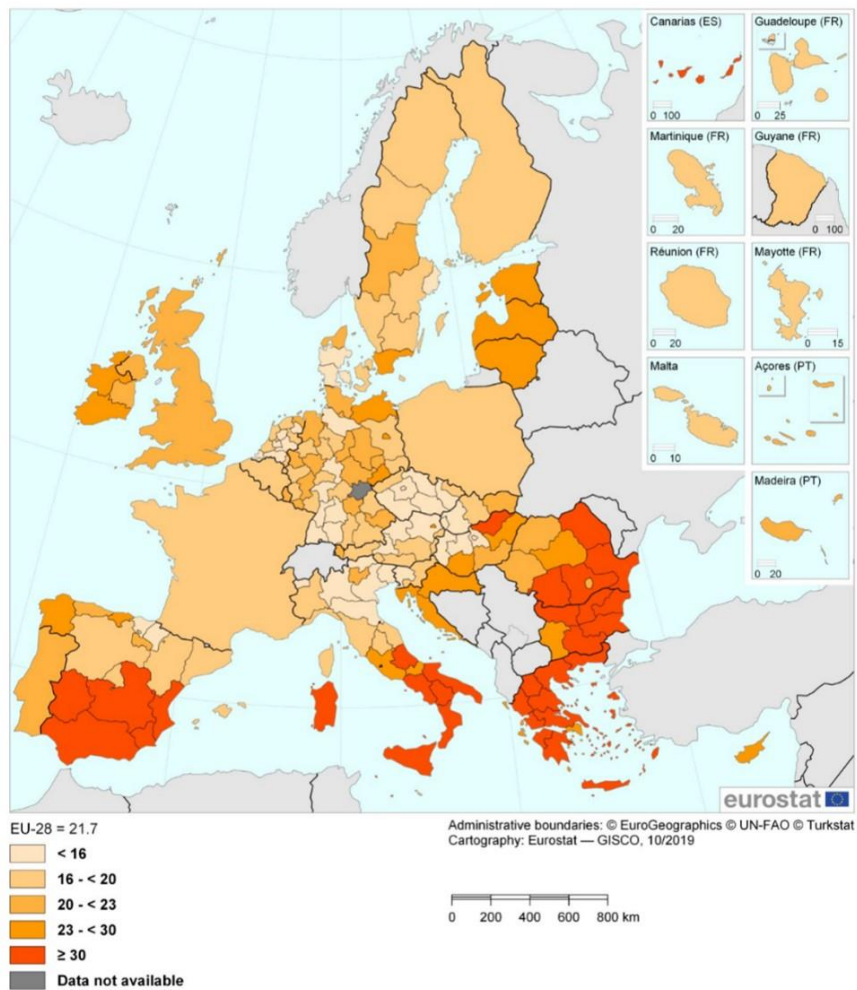 Canarias (ES)
0 100
Guadeloupe (FR)
0 25
Martinique (FR)
0 20
Guyane (FR)
0 100
Réunion (FR)
0 20
Mayotte (FR)
0 15
Malta
0 10
Açores (PT)
Madeira (PT)
0 20
eurostat
EU-28 = 21.7
< 16
16 - < 20
20 - < 23
23 - < 30
≥ 30
Data not available
Administrative boundaries: © EuroGeographics © UN-FAO © Turkstat
Cartography: Eurostat — GISCO, 10/2019
0 200 400 600 800 km